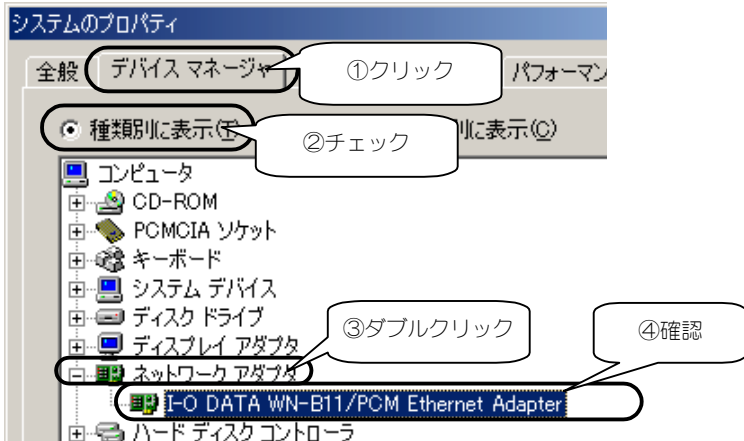 システムのプロパティ
全般 デバイス マネージャ ①クリック パフォーマン
種類別に表示(T) ②チェック 別に表示(C)
コンピュータ
CD-ROM
PCMCIA ソケット
キーボード
システム デバイス
ディスク ドライブ
③ダブルクリック ④確認
ディスプレイ アダプタ
ネットワーク アダプタ
I-O DATA WN-B11/PCM Ethernet Adapter
ハード ディスク コントローラ